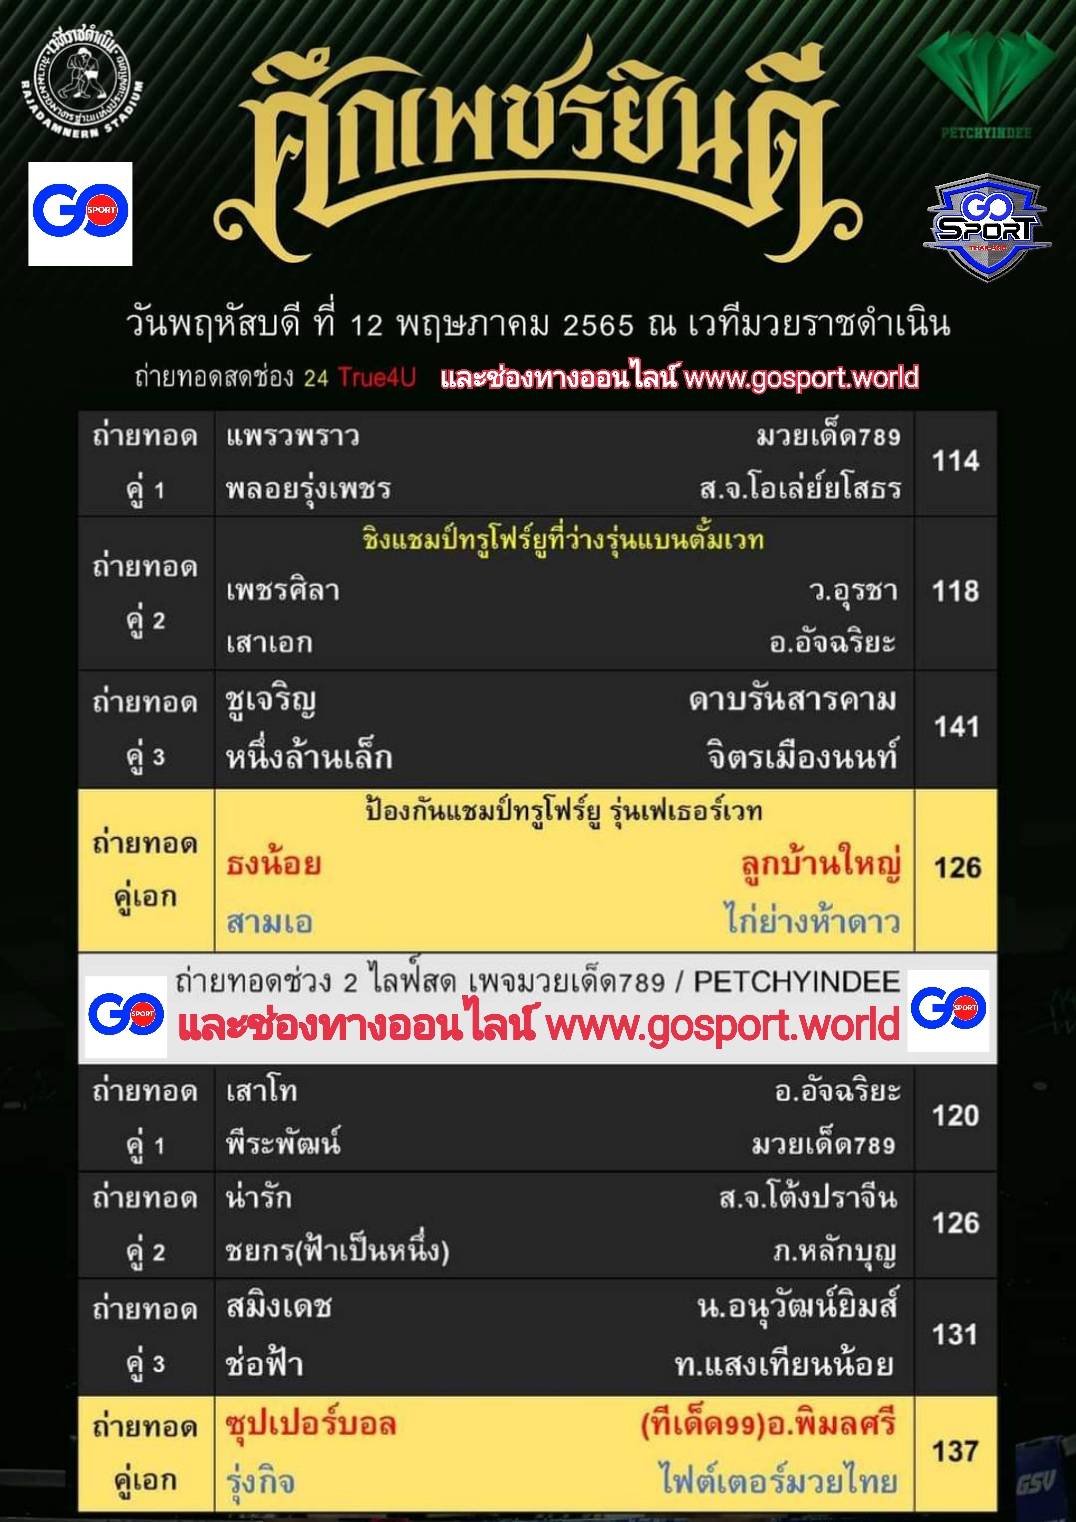 เวทีราชดำเนิน
RAJADAMNERN STADIUM
ศึกเพชรยินดี
PETCHYINDEE
GO SPORT
GO SPORT THAILAND
วันพฤหัสบดี ที่ 12 พฤษภาคม 2565 ณ เวทีมวยราชดำเนิน
ถ่ายทอดสดช่อง 24 True4U และช่องทางออนไลน์ www.gosport.world
ถ่ายทอด คู่ 1
แพรวพราว มวยเด็ด789
พลอยรุ่งเพชร ส.จ.โอเล่ย์ยโสธร
114
ถ่ายทอด คู่ 2
ชิงแชมป์ทรูโฟร์ยูที่ว่างรุ่นแบนตั้มเวท
เพชรศิลา ว.อุรชา
เสาเอก อ.อัจฉริยะ
118
ถ่ายทอด คู่ 3
ชูเจริญ ดาบรันสารคาม
หนึ่งล้านเล็ก จิตรเมืองนนท์
141
ถ่ายทอด คู่เอก
ป้องกันแชมป์ทรูโฟร์ยู รุ่นเฟเธอร์เวท
ธงน้อย ลูกบ้านใหญ่
สามเอ ไก่ย่างห้าดาว
126
ถ่ายทอดช่วง 2 ไลฟ์สด เพจมวยเด็ด789 / PETCHYINDEE
GO SPORT และช่องทางออนไลน์ www.gosport.world GO SPORT
ถ่ายทอด คู่ 1
เสาโท อ.อัจฉริยะ
พีระพัฒน์ มวยเด็ด789
120
ถ่ายทอด คู่ 2
น่ารัก ส.จ.โต้งปราจีน
ชยกร(ฟ้าเป็นหนึ่ง) ภ.หลักบุญ
126
ถ่ายทอด คู่ 3
สมิงเดช น.อนุวัฒน์ยิมส์
ช่อฟ้า ท.แสงเทียนน้อย
131
ถ่ายทอด คู่เอก
ซุปเปอร์บอล (ทีเด็ด99)อ.พิมลศรี
รุ่งกิจ ไฟต์เตอร์มวยไทย
137
GSV